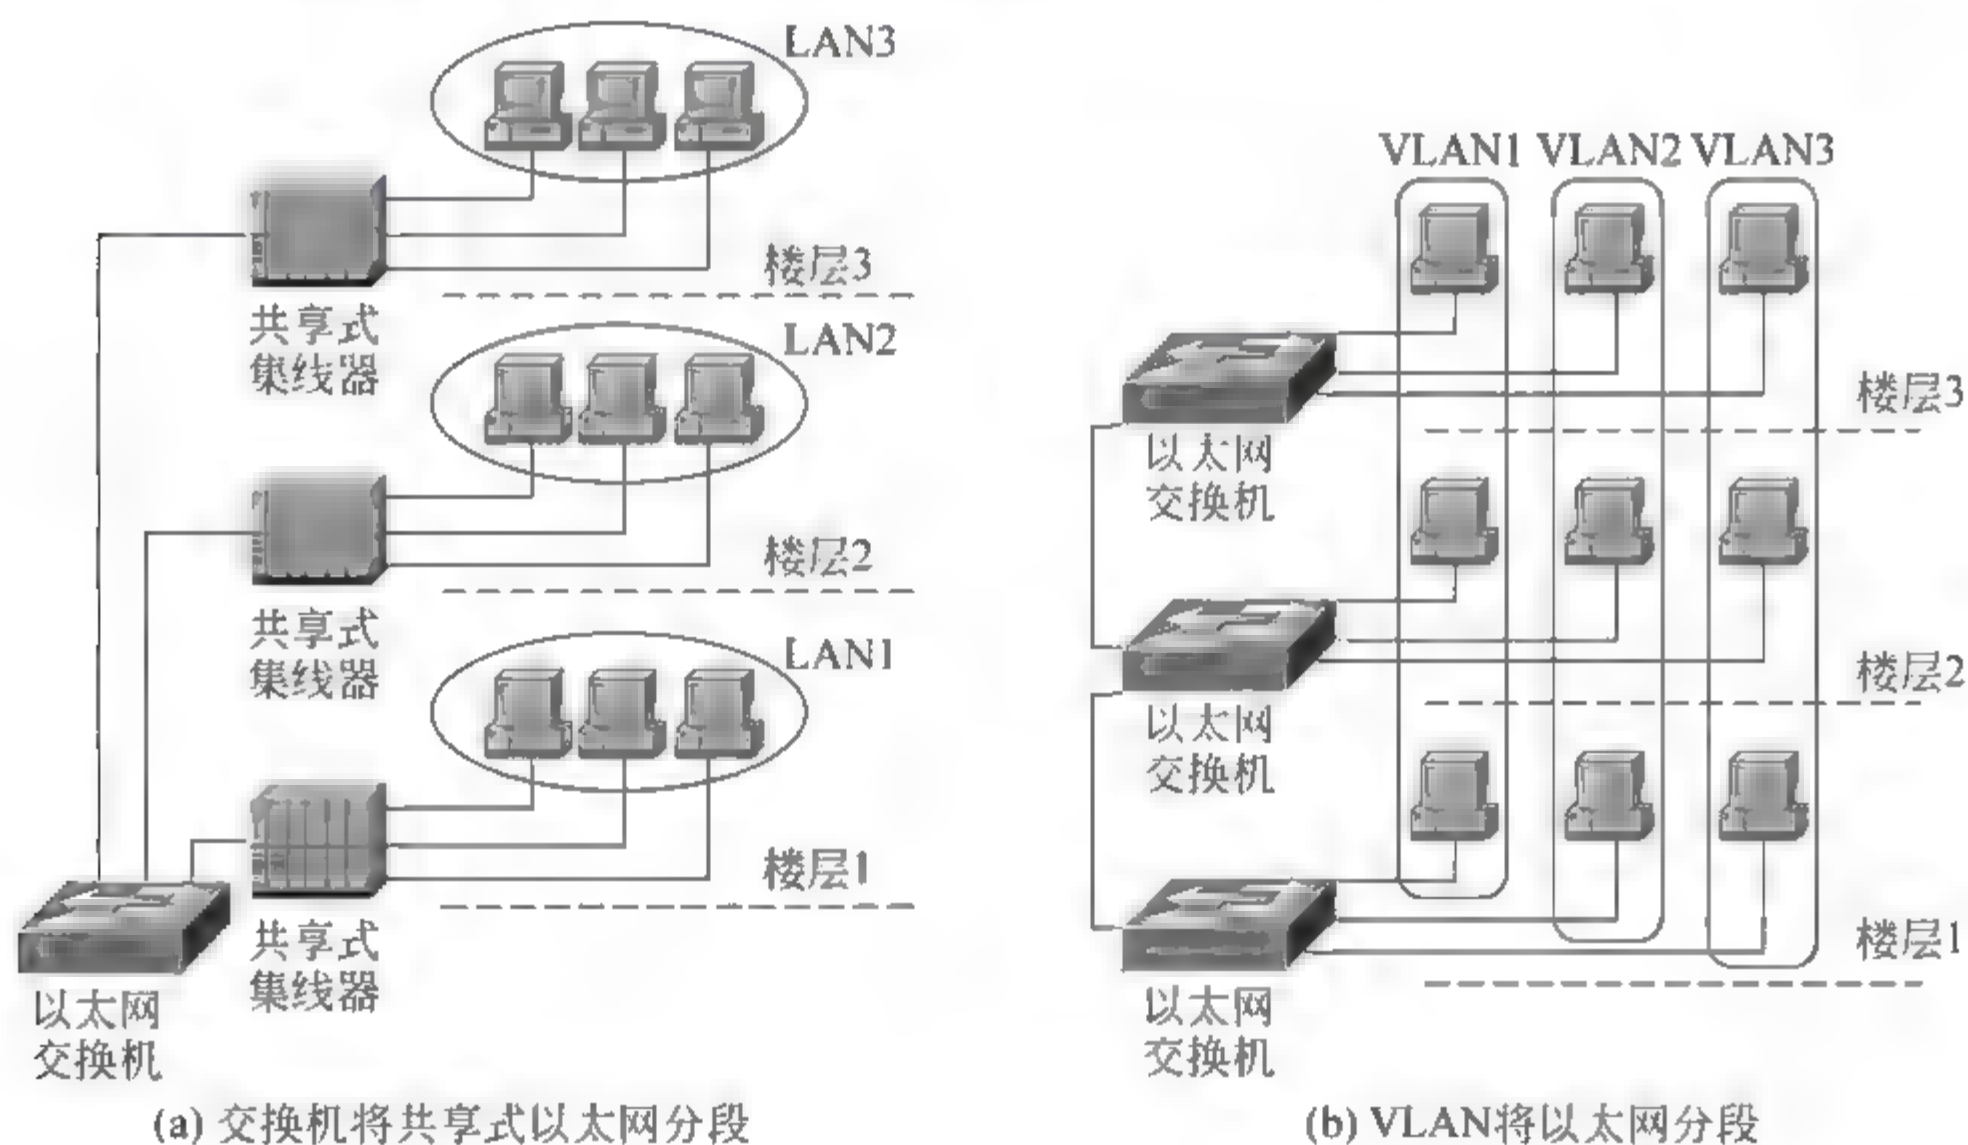 LAN3
楼层3
共享式
集线器
LAN2
楼层2
共享式
集线器
LAN1
楼层1
共享式
集线器
以太网
交换机
(a) 交换机将共享式以太网分段
VLAN1 VLAN2 VLAN3
楼层3
以太网
交换机
楼层2
以太网
交换机
楼层1
以太网
交换机
(b) VLAN将以太网分段